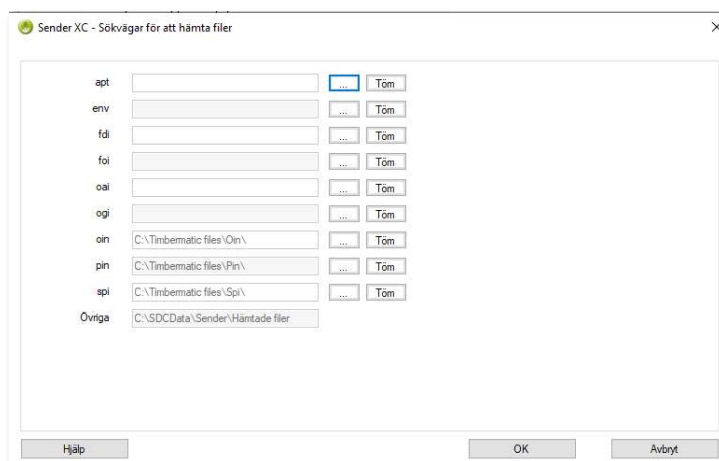 Sender XC - Sökvägar för att hämta filer
apt ... Töm
env ... Töm
fdi ... Töm
foi ... Töm
oai ... Töm
ogi ... Töm
oin C:\Timbermatic files\Oin\ ... Töm
pin C:\Timbermatic files\Pin\ ... Töm
spi C:\Timbermatic files\Spi\ ... Töm
Övriga C:\SDCData\Sender\Hämtade filer
Hjälp OK Avbryt